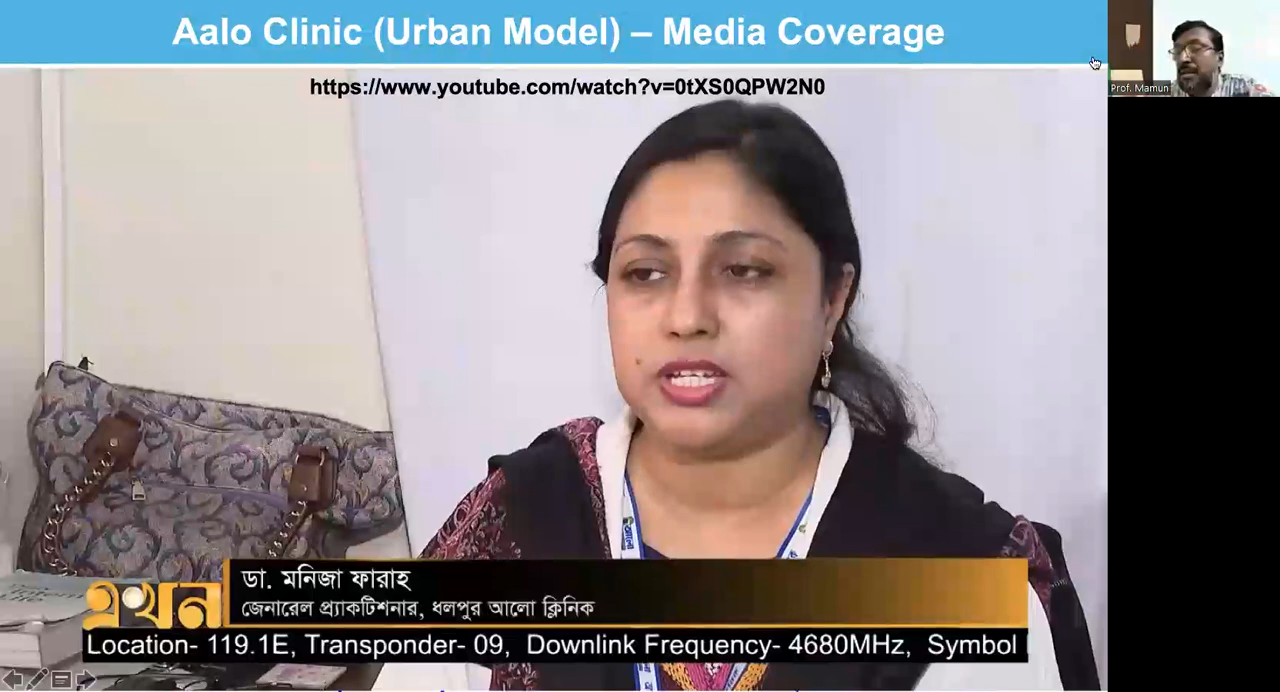 Aalo Clinic (Urban Model) – Media Coverage
https://www.youtube.com/watch?v=0tXS0QPW2N0
Prof. Mamun
ডা. মনিজা ফারাহ
জেনারেল প্র্যাকটিশনার, ধলপুর আলো ক্লিনিক
এখন
Location- 119.1E, Transponder- 09, Downlink Frequency- 4680MHz, Symbol